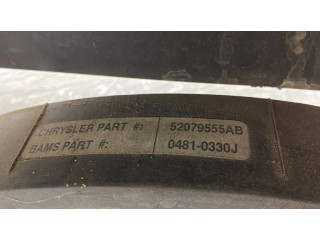 CHRYSLER PART #: 52079555AB
BAMS PART #: 0481-0330J